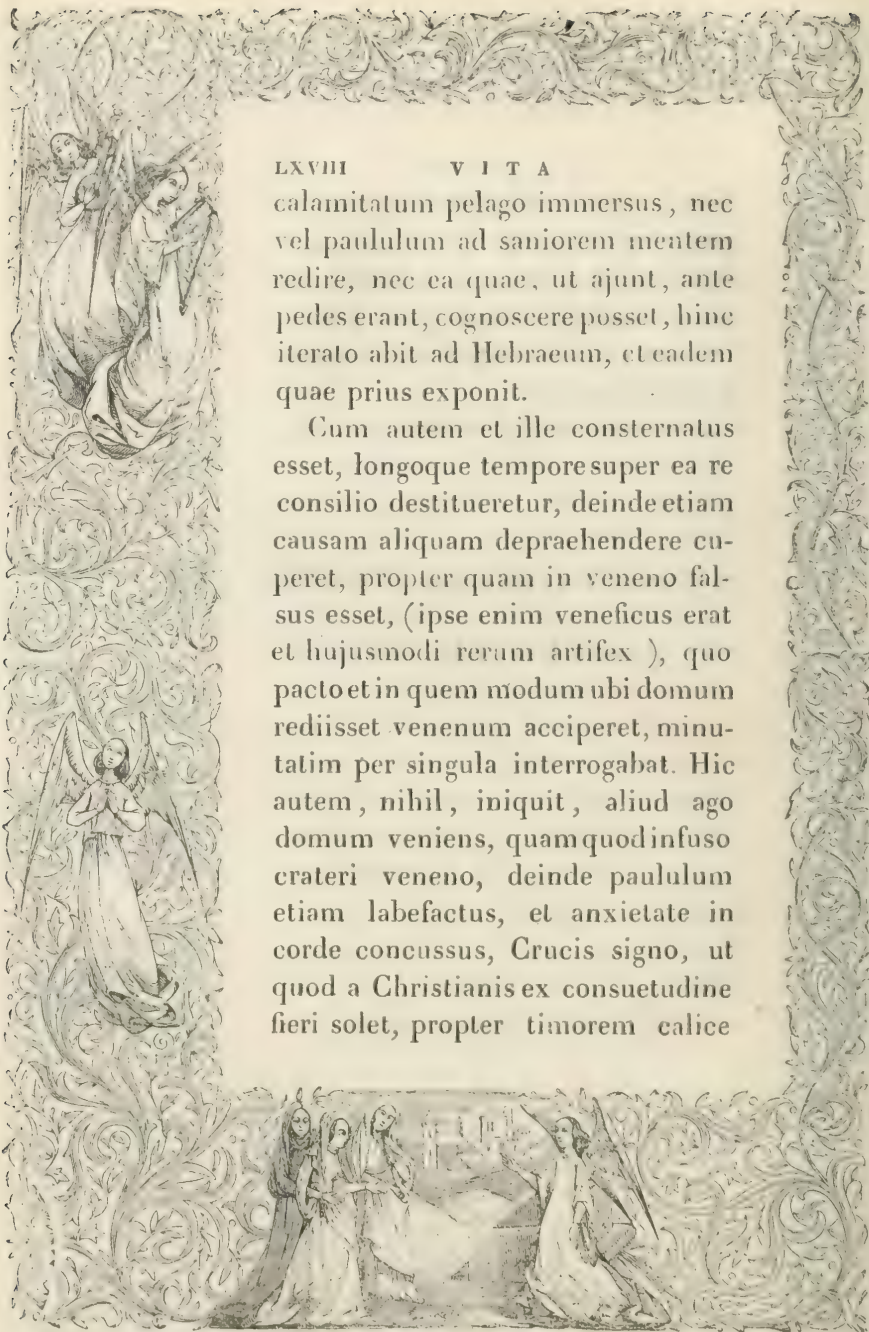 LXVIII VITA
calamitatum pelago immersus, nec
vel paululum ad saniorem mentem
redire, nec ea quae, ut ajunt, ante
pedes erant, cognoscere posset, hinc
iterato abit ad Hebraeum, et eadem
quae prius exponit.
Cum autem et ille consternatus
esset, longoque tempore super ea re
consilio destitueretur, deinde etiam
causam aliquam depraehendere cu-
peret, propter quam in veneno fal-
sus esset, (ipse enim veneficus erat
et hujusmodi rerum artifex ), quo
pacto et in quem modum ubi domum
rediisset venenum acciperet, minu-
tatim per singula interrogabat. Hic
autem, nihil, iniquit, aliud ago
domum veniens, quam quod infuso
crateri veneno, deinde paululum
etiam labefactus, et anxietate in
corde concussus, Crucis signo, ut
quod a Christianis ex consuetudine
fieri solet, propter timorem calice